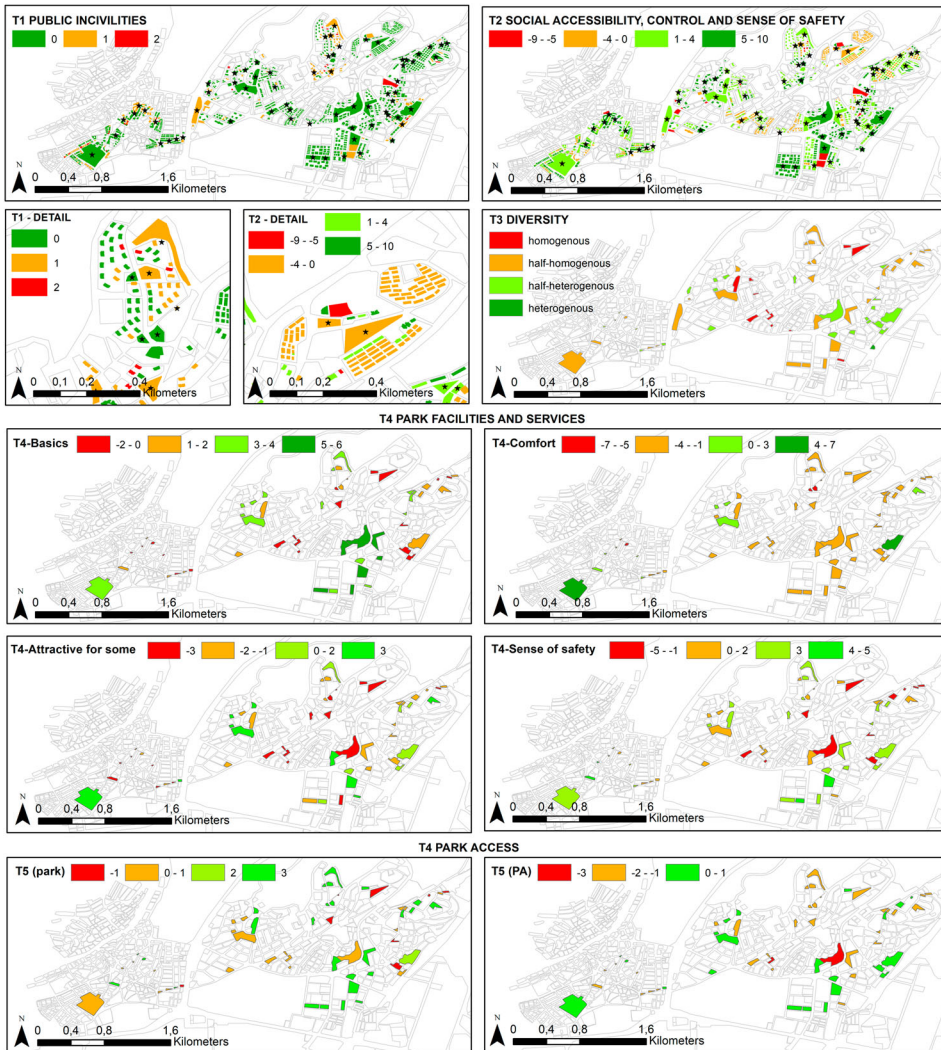 T1 PUBLIC INCIVILITIES
0 1 2
N
0 0,4 0,8 1,6
Kilometers
T2 SOCIAL ACCESSIBILITY, CONTROL AND SENSE OF SAFETY
-9 - -5 -4 - 0 1 - 4 5 - 10
N
0 0,4 0,8 1,6
Kilometers
T1 - DETAIL
0
1
2
N
0 0,1 0,2 0,4
Kilometers
T2 - DETAIL
-9 - -5
-4 - 0
1 - 4
5 - 10
N
0 0,2 0,4
Kilometers
T3 DIVERSITY
homogenous
half-homogenous
half-heterogenous
heterogenous
N
0 0,4 0,8 1,6
Kilometers
T4 PARK FACILITIES AND SERVICES
T4-Basics -2 - 0 1 - 2 3 - 4 5 - 6
N
0 0,4 0,8 1,6
Kilometers
T4-Comfort -7 - -5 -4 - -1 0 - 3 4 - 7
N
0 0,4 0,8 1,6
Kilometers
T4-Attractive for some -3 -2 - -1 0 - 2 3
N
0 0,4 0,8 1,6
Kilometers
T4-Sense of safety -5 - -1 0 - 2 3 4 - 5
N
0 0,4 0,8 1,6
Kilometers
T4 PARK ACCESS
T5 (park) -1 0 - 1 2 3
N
0 0,4 0,8 1,6
Kilometers
T5 (PA) -3 -2 - -1 0 - 1
N
0 0,4 0,8 1,6
Kilometers